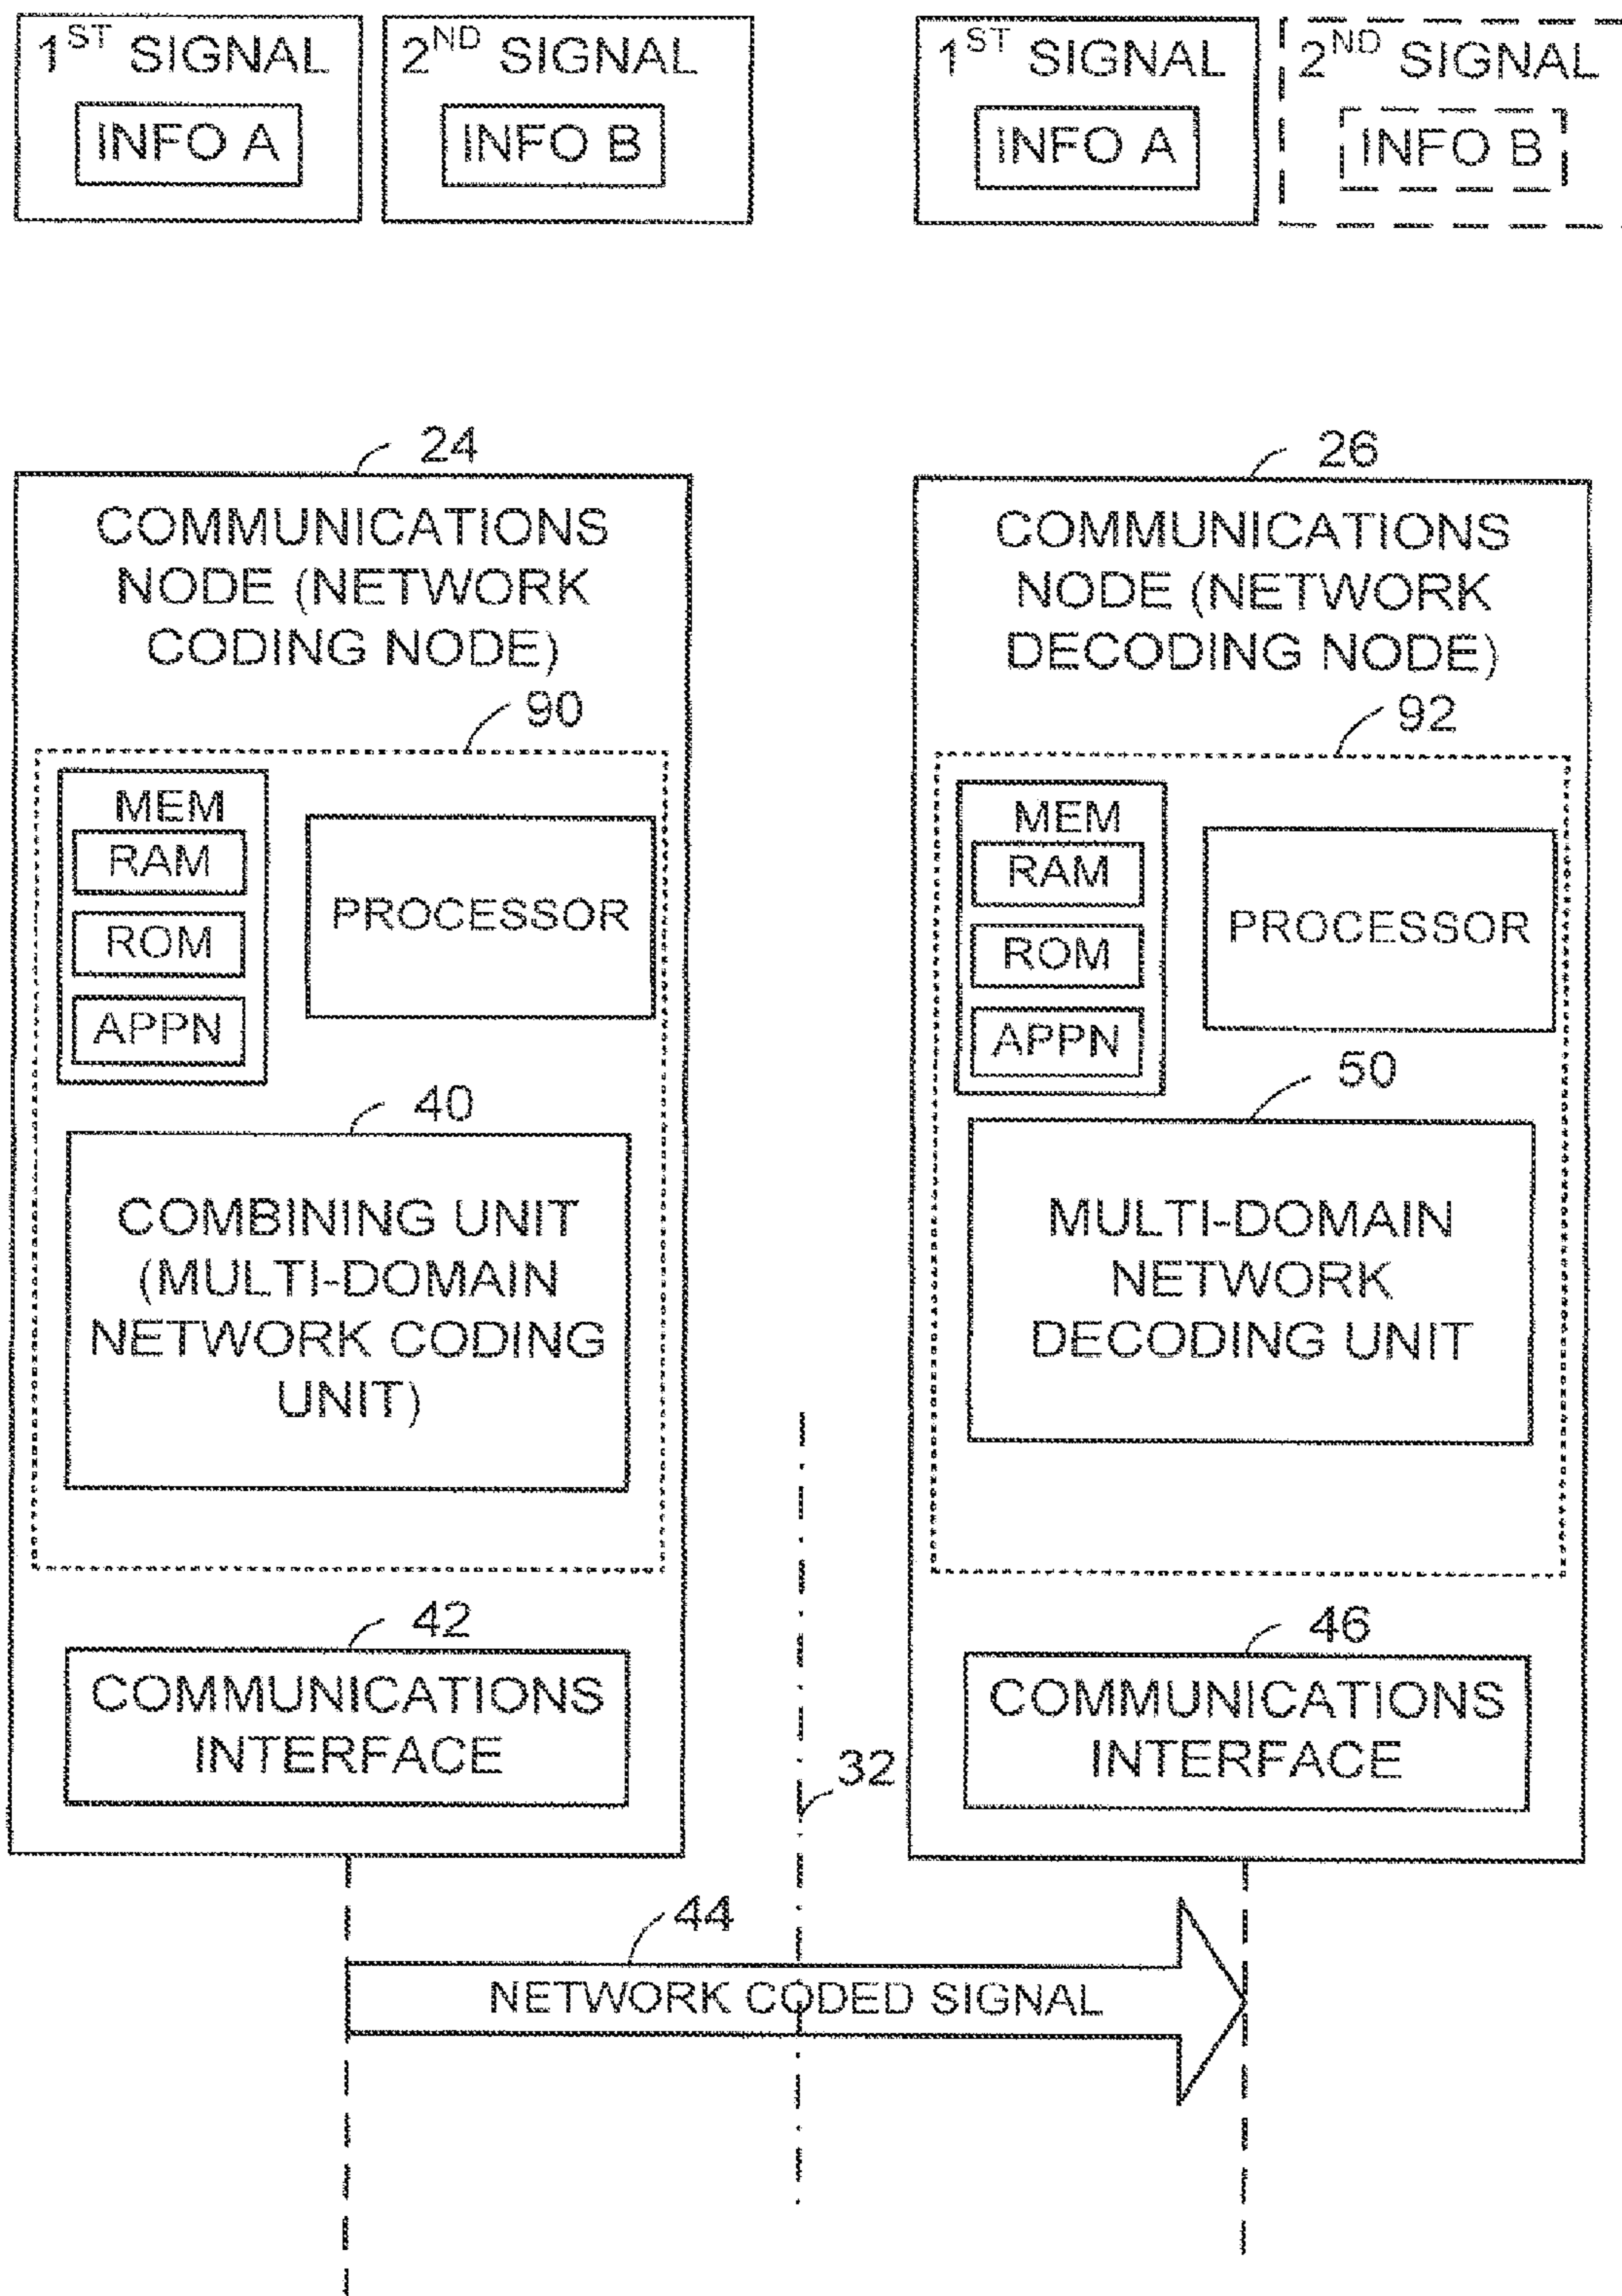 1ST SIGNAL
INFO A
2ND SIGNAL
INFO B
1ST SIGNAL
INFO A
2ND SIGNAL
INFO B
24
COMMUNICATIONS
NODE (NETWORK
CODING NODE)
90
MEM
RAM
ROM
APPN
PROCESSOR
40
COMBINING UNIT
(MULTI-DOMAIN
NETWORK CODING
UNIT)
42
COMMUNICATIONS
INTERFACE
26
COMMUNICATIONS
NODE (NETWORK
DECODING NODE)
92
MEM
RAM
ROM
APPN
PROCESSOR
50
MULTI-DOMAIN
NETWORK
DECODING UNIT
46
COMMUNICATIONS
INTERFACE
32
44
NETWORK CODED SIGNAL